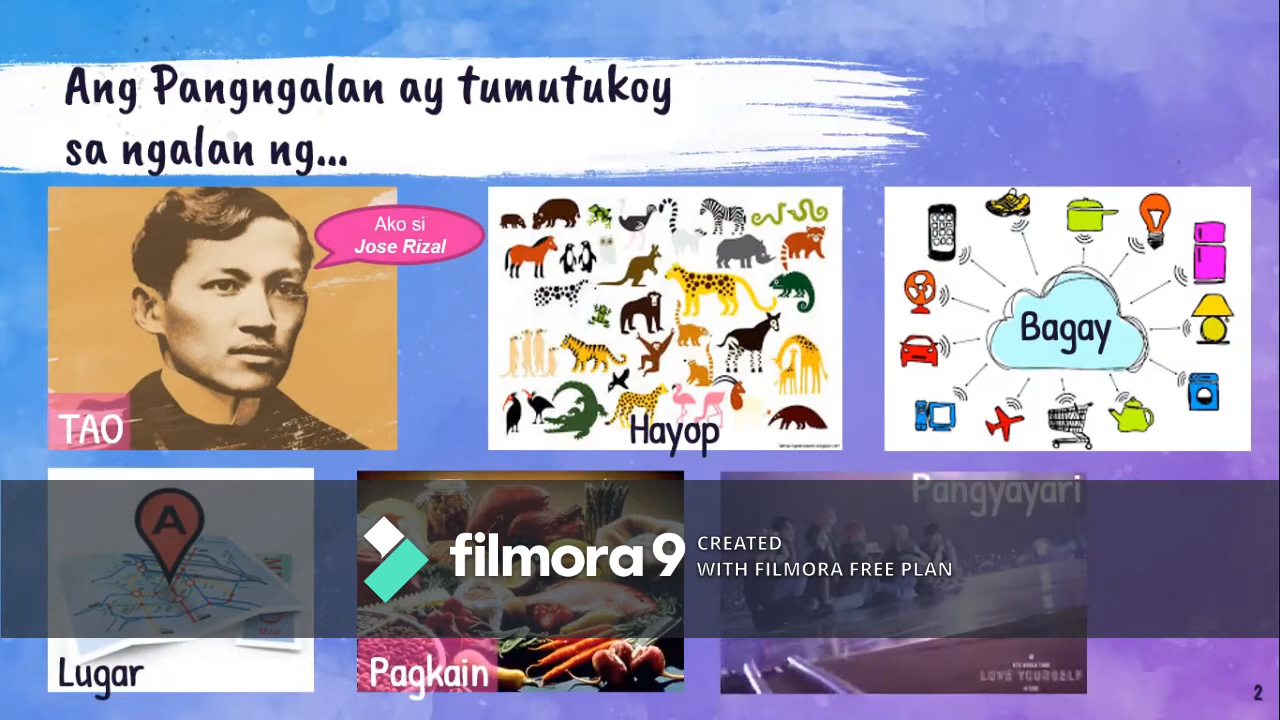 Ang Pangngalan ay tumutukoy
sa ngalan ng...
Ako si
Jose Rizal
TAO
Hayop
Bagay
Lugar
Pagkain
Pangyayari
filmora9
CREATED
WITH FILMORA FREE PLAN
A
LOVE YOURSELF
2